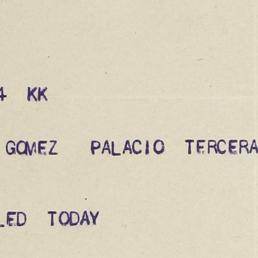 4 KK
GOMEZ PALACIO TERCERA
LED TODAY